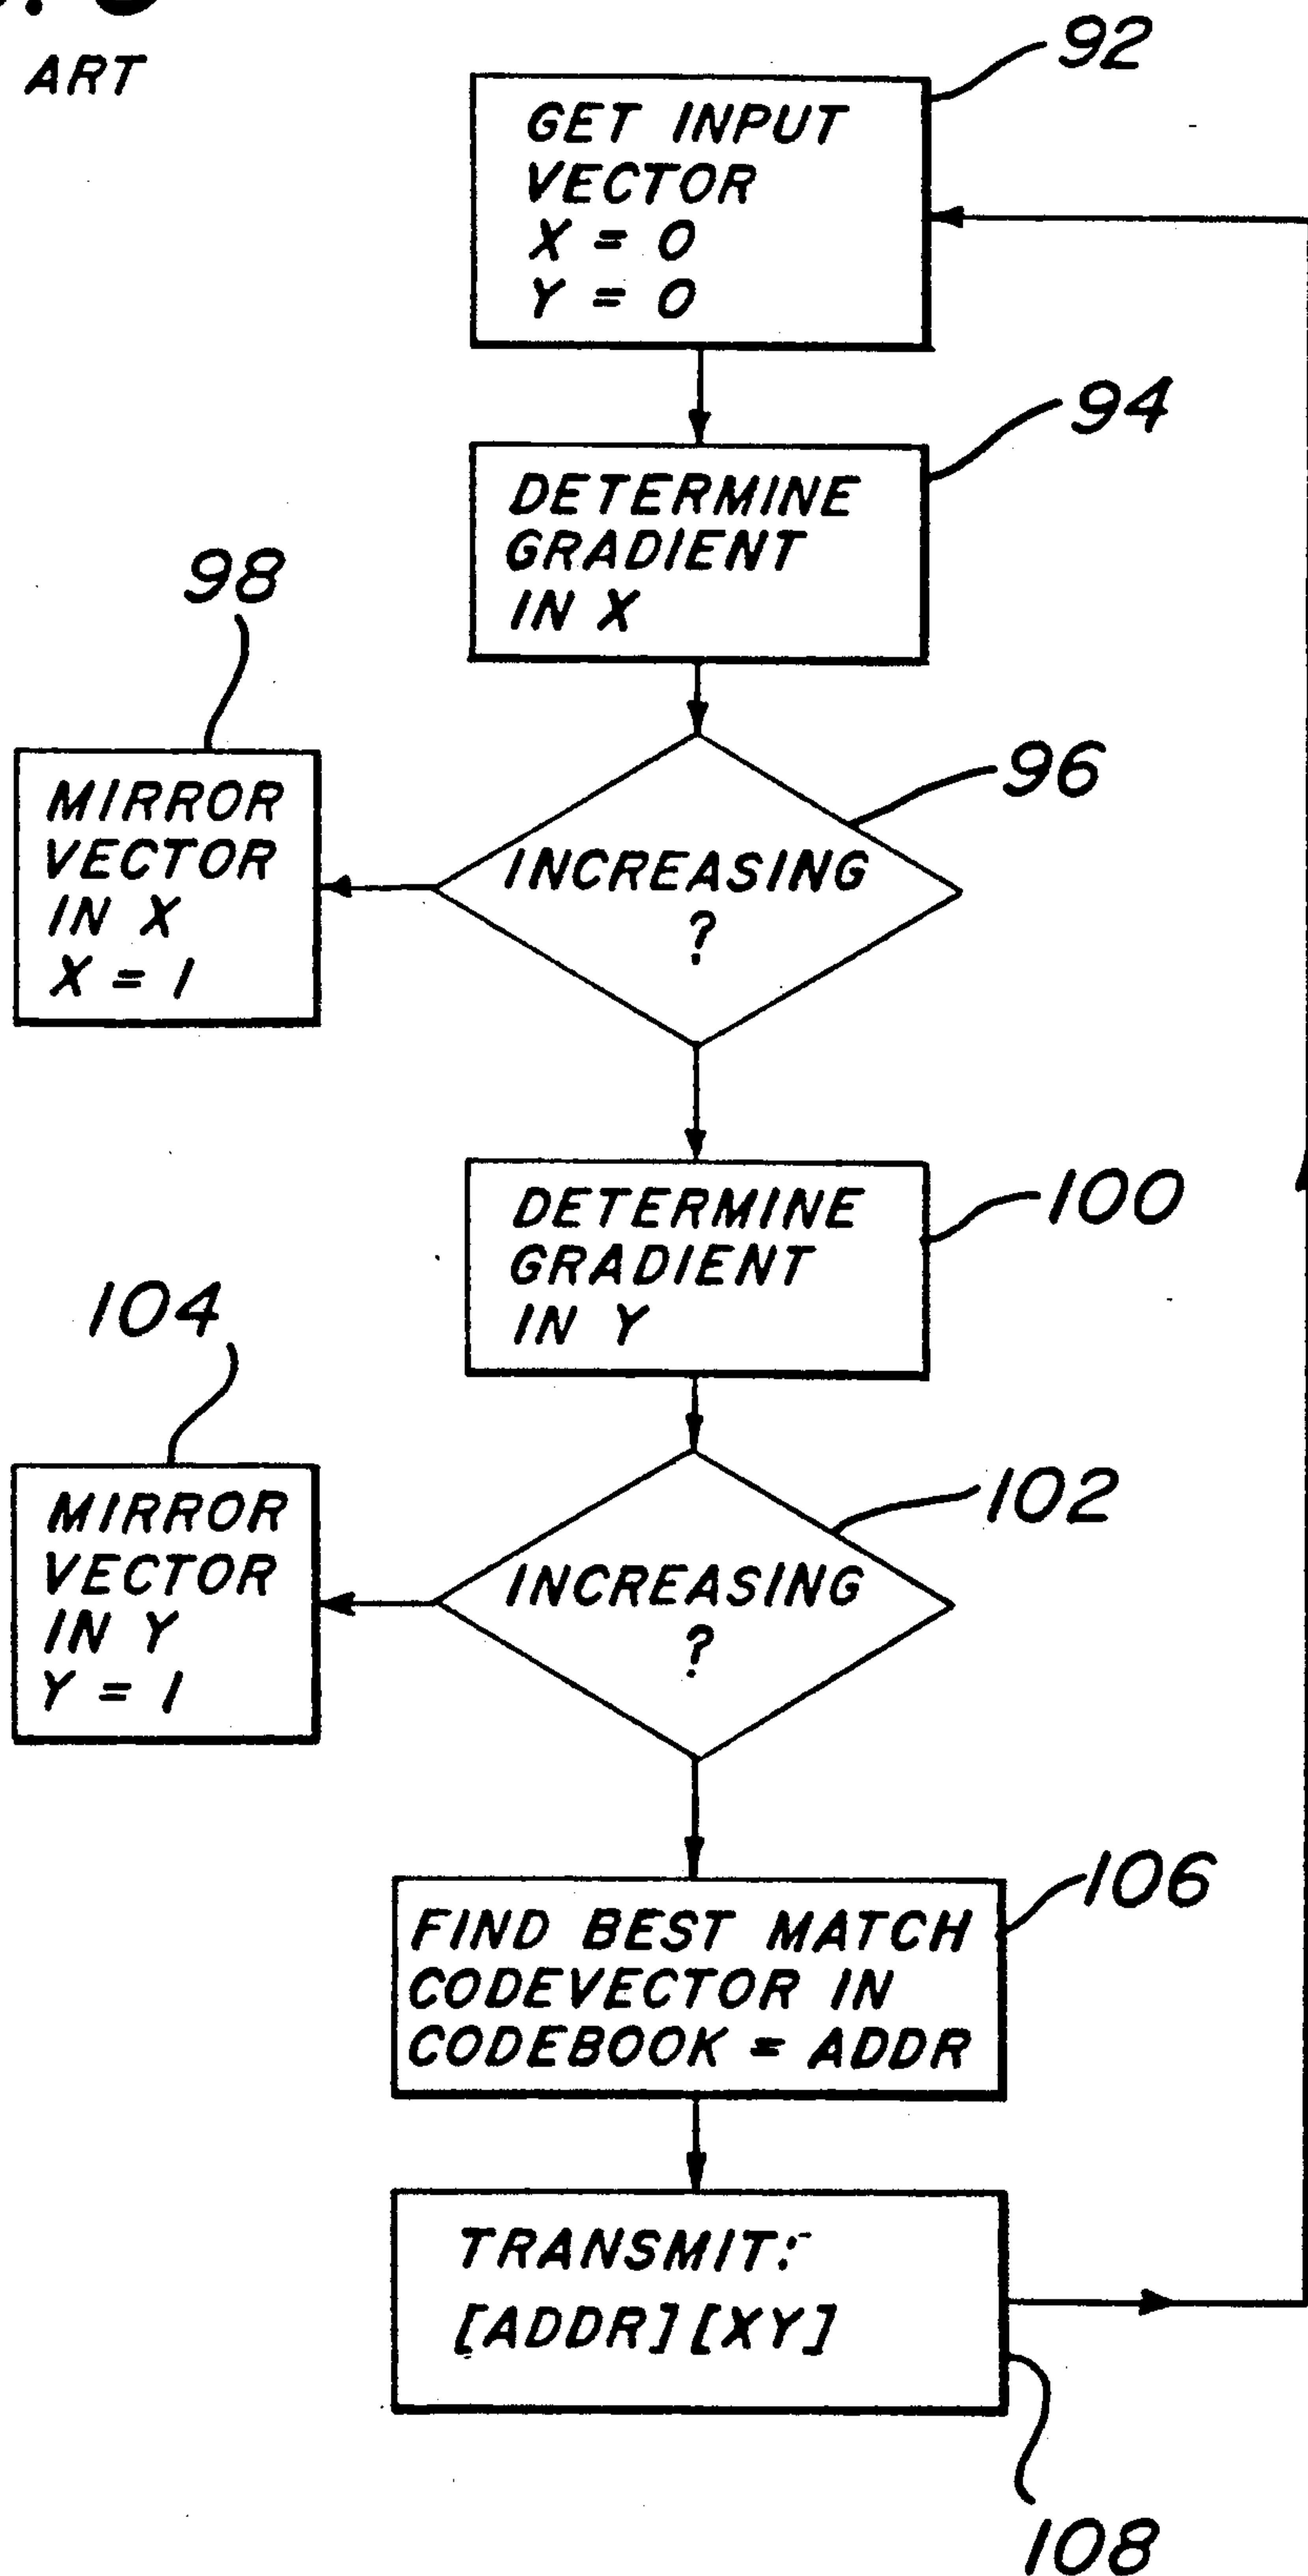 ART
92
GET INPUT
VECTOR
X = 0
Y = 0
94
DETERMINE
GRADIENT
IN X
98
96
MIRROR
VECTOR
IN X
X = 1
INCREASING
?
100
DETERMINE
GRADIENT
IN Y
104
102
MIRROR
VECTOR
IN Y
Y = 1
INCREASING
?
106
FIND BEST MATCH
CODEVECTOR IN
CODEBOOK = ADDR
TRANSMIT:
[ADDR][XY]
108